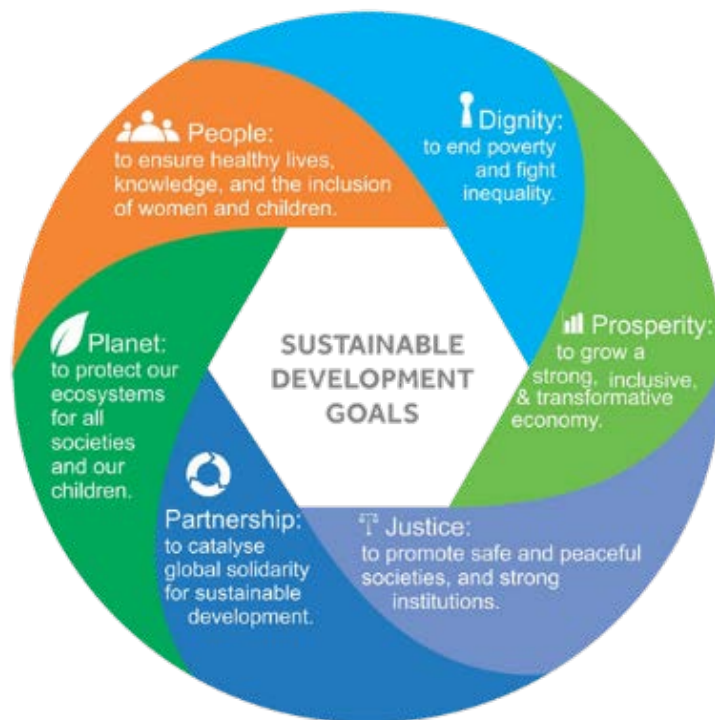 People:
to ensure healthy lives,
knowledge, and the inclusion
of women and children.
Dignity:
to end poverty
and fight
inequality.
Prosperity:
to grow a
strong, inclusive,
& transformative
economy.
Justice:
to promote safe and peaceful
societies, and strong
institutions.
Partnership:
to catalyse
global solidarity
for sustainable
development.
Planet:
to protect our
ecosystems
for all
societies
and our
children.
SUSTAINABLE
DEVELOPMENT
GOALS